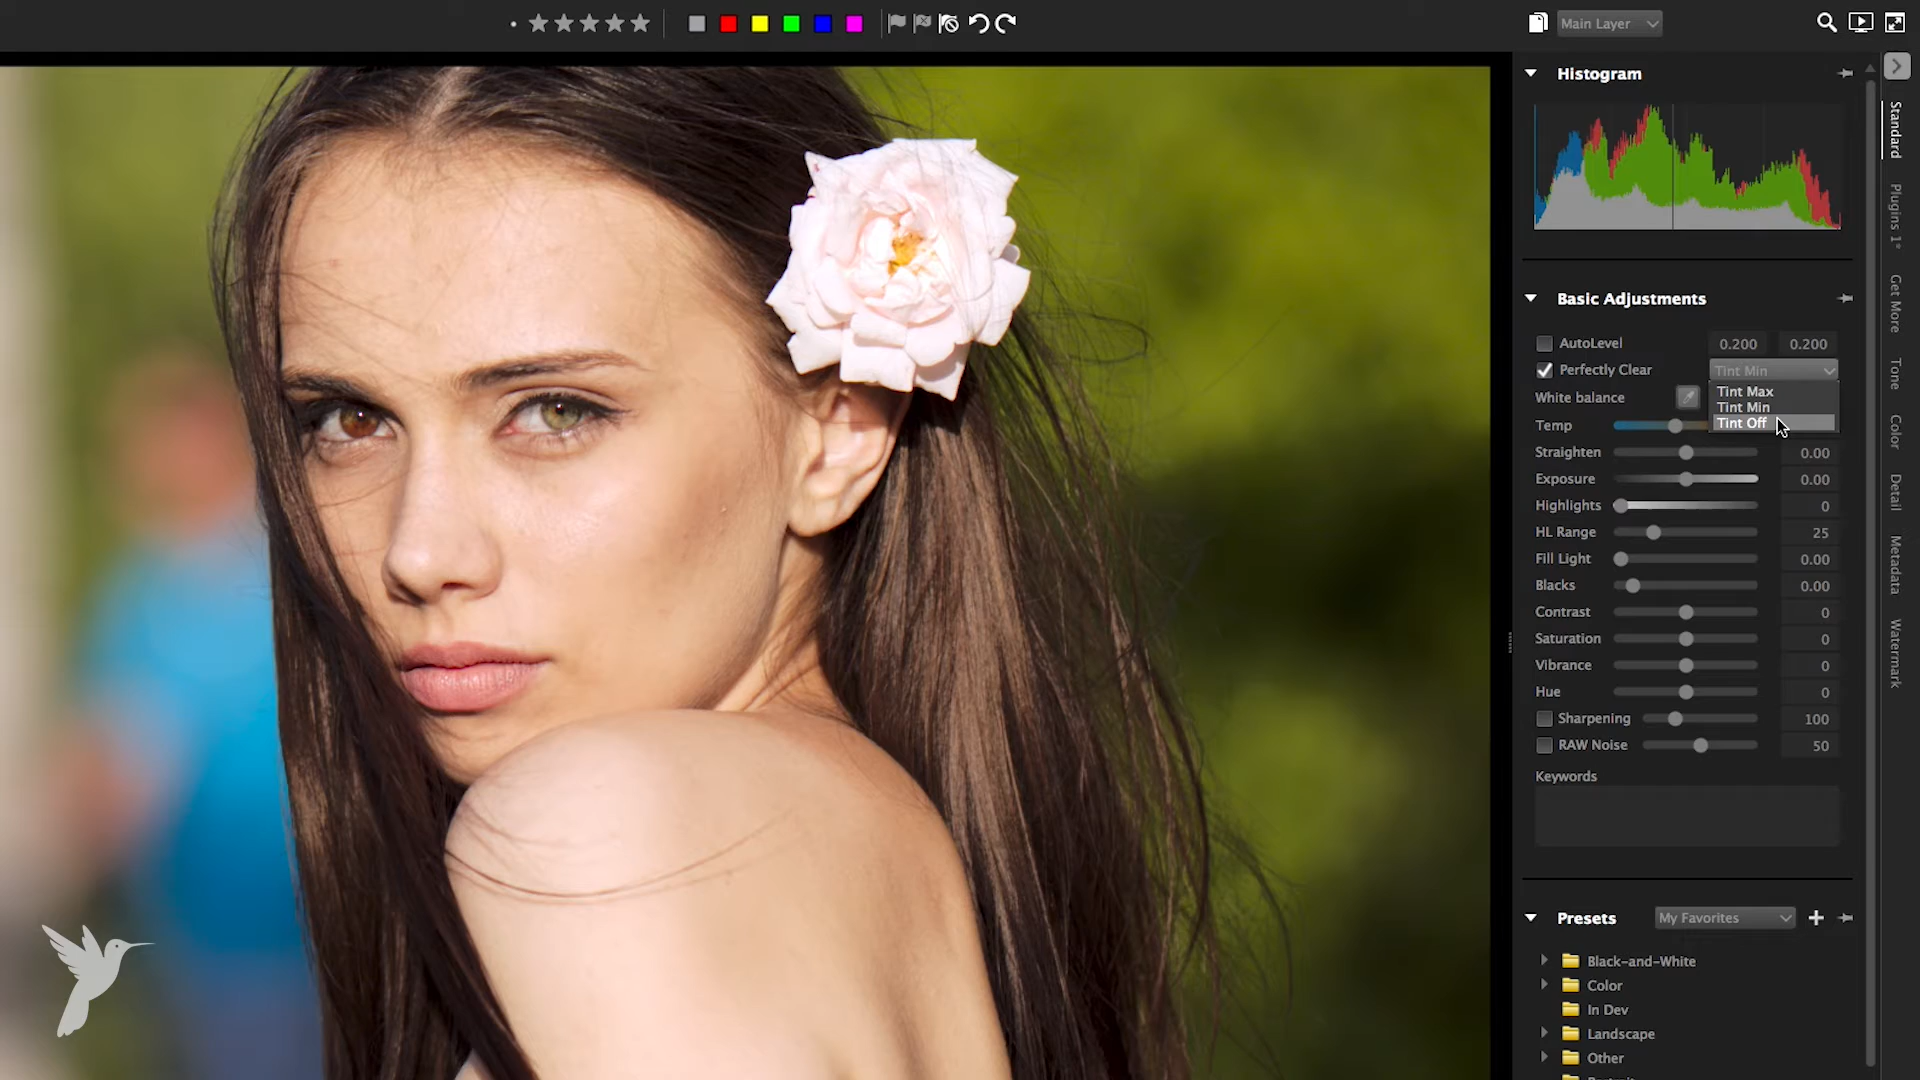 Main Layer
Histogram
Basic Adjustments
AutoLevel 0.200 0.200
Perfectly Clear Tint Min
Tint Max
White balance
Tint Min
Temp
Tint Off
Straighten 0.00
Exposure 0.00
Highlights 0
HL Range 25
Fill Light 0.00
Blacks 0.00
Contrast 0
Saturation 0
Vibrance 0
Hue 0
Sharpening 100
RAW Noise 50
Keywords
Presets My Favorites
Black-and-White
Color
In Dev
Landscape
Other
Standard
Plugins 1*
Get More
Tone
Color
Detail
Metadata
Watermark